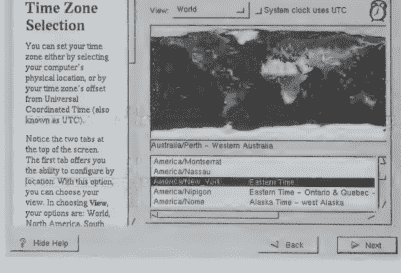 Time Zone
Selection
You can set your time
zone either by selecting
your computer's
physical location, or by
your time zone's offset
from Universal
Coordinated Time (also
known as UTC).
Notice the two tabs at
the top of the screen.
The first tab offers you
the ability to configure by
location. With this option,
you can choose your
view. In choosing View,
your options are: World,
North America, South
View: World
System clock uses UTC
Australia/Perth - Western Australia
America/Montserrat
America/Nassau
America/New_York Eastern Time
America/Nipigon Eastern Time - Ontario & Quebec -
America/Nome Alaska Time - west Alaska
? Hide Help
Back
Next